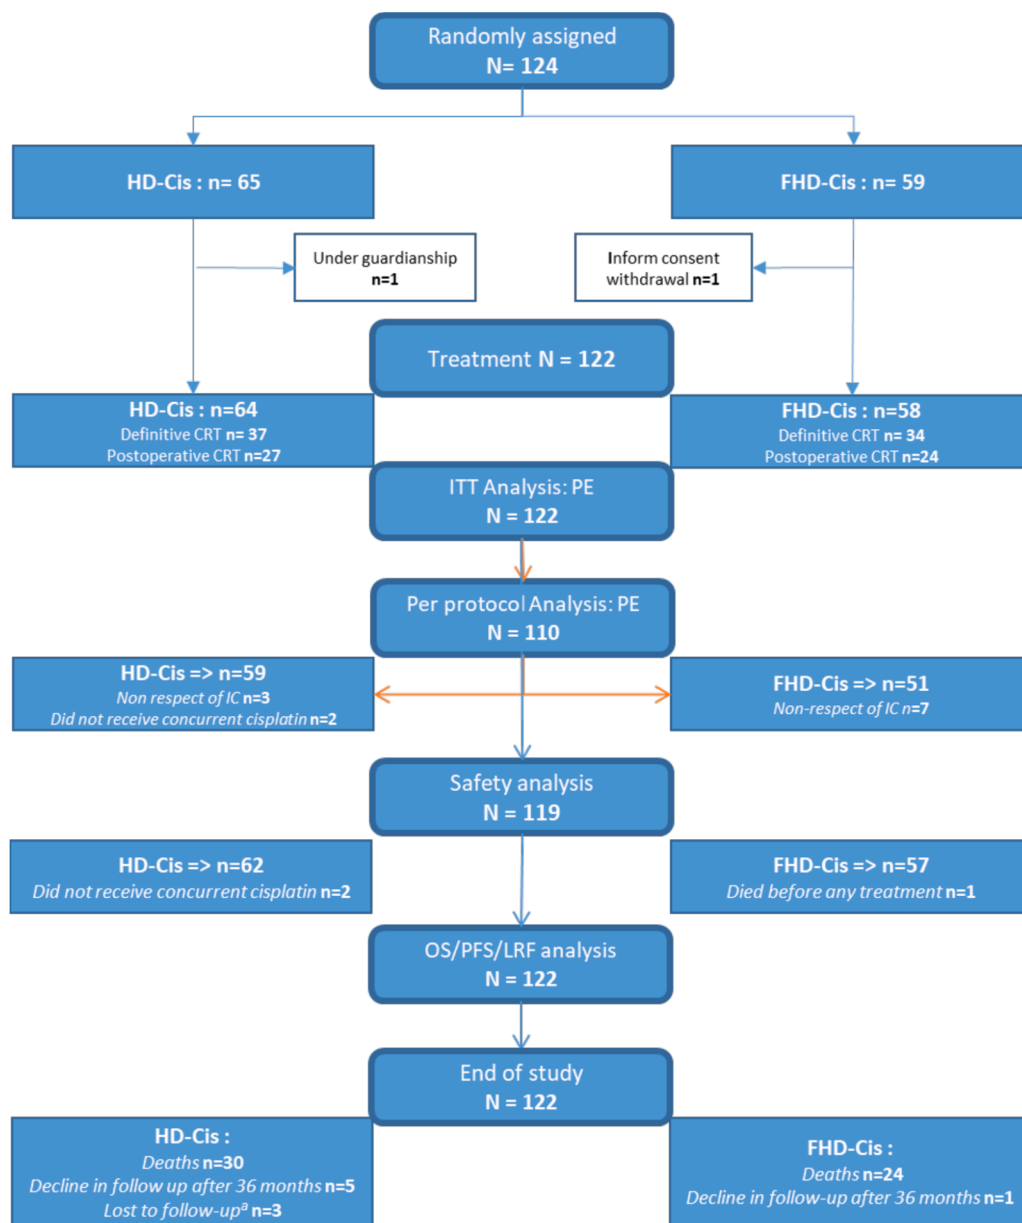 Randomly assigned
N= 124
HD-Cis : n= 65
FHD-Cis : n= 59
Under guardianship
n=1
Inform consent
withdrawal n=1
Treatment N = 122
HD-Cis : n=64
Definitive CRT n= 37
Postoperative CRT n=27
FHD-Cis : n=58
Definitive CRT n= 34
Postoperative CRT n=24
ITT Analysis: PE
N = 122
Per protocol Analysis: PE
N = 110
HD-Cis => n=59
Non respect of IC n=3
Did not receive concurrent cisplatin n=2
FHD-Cis => n=51
Non-respect of IC n=7
Safety analysis
N = 119
HD-Cis => n=62
Did not receive concurrent cisplatin n=2
FHD-Cis => n=57
Died before any treatment n=1
OS/PFS/LRF analysis
N = 122
End of study
N = 122
HD-Cis :
Deaths n=30
Decline in follow up after 36 months n=5
Lost to follow-upª n=3
FHD-Cis :
Deaths n=24
Decline in follow-up after 36 months n=1